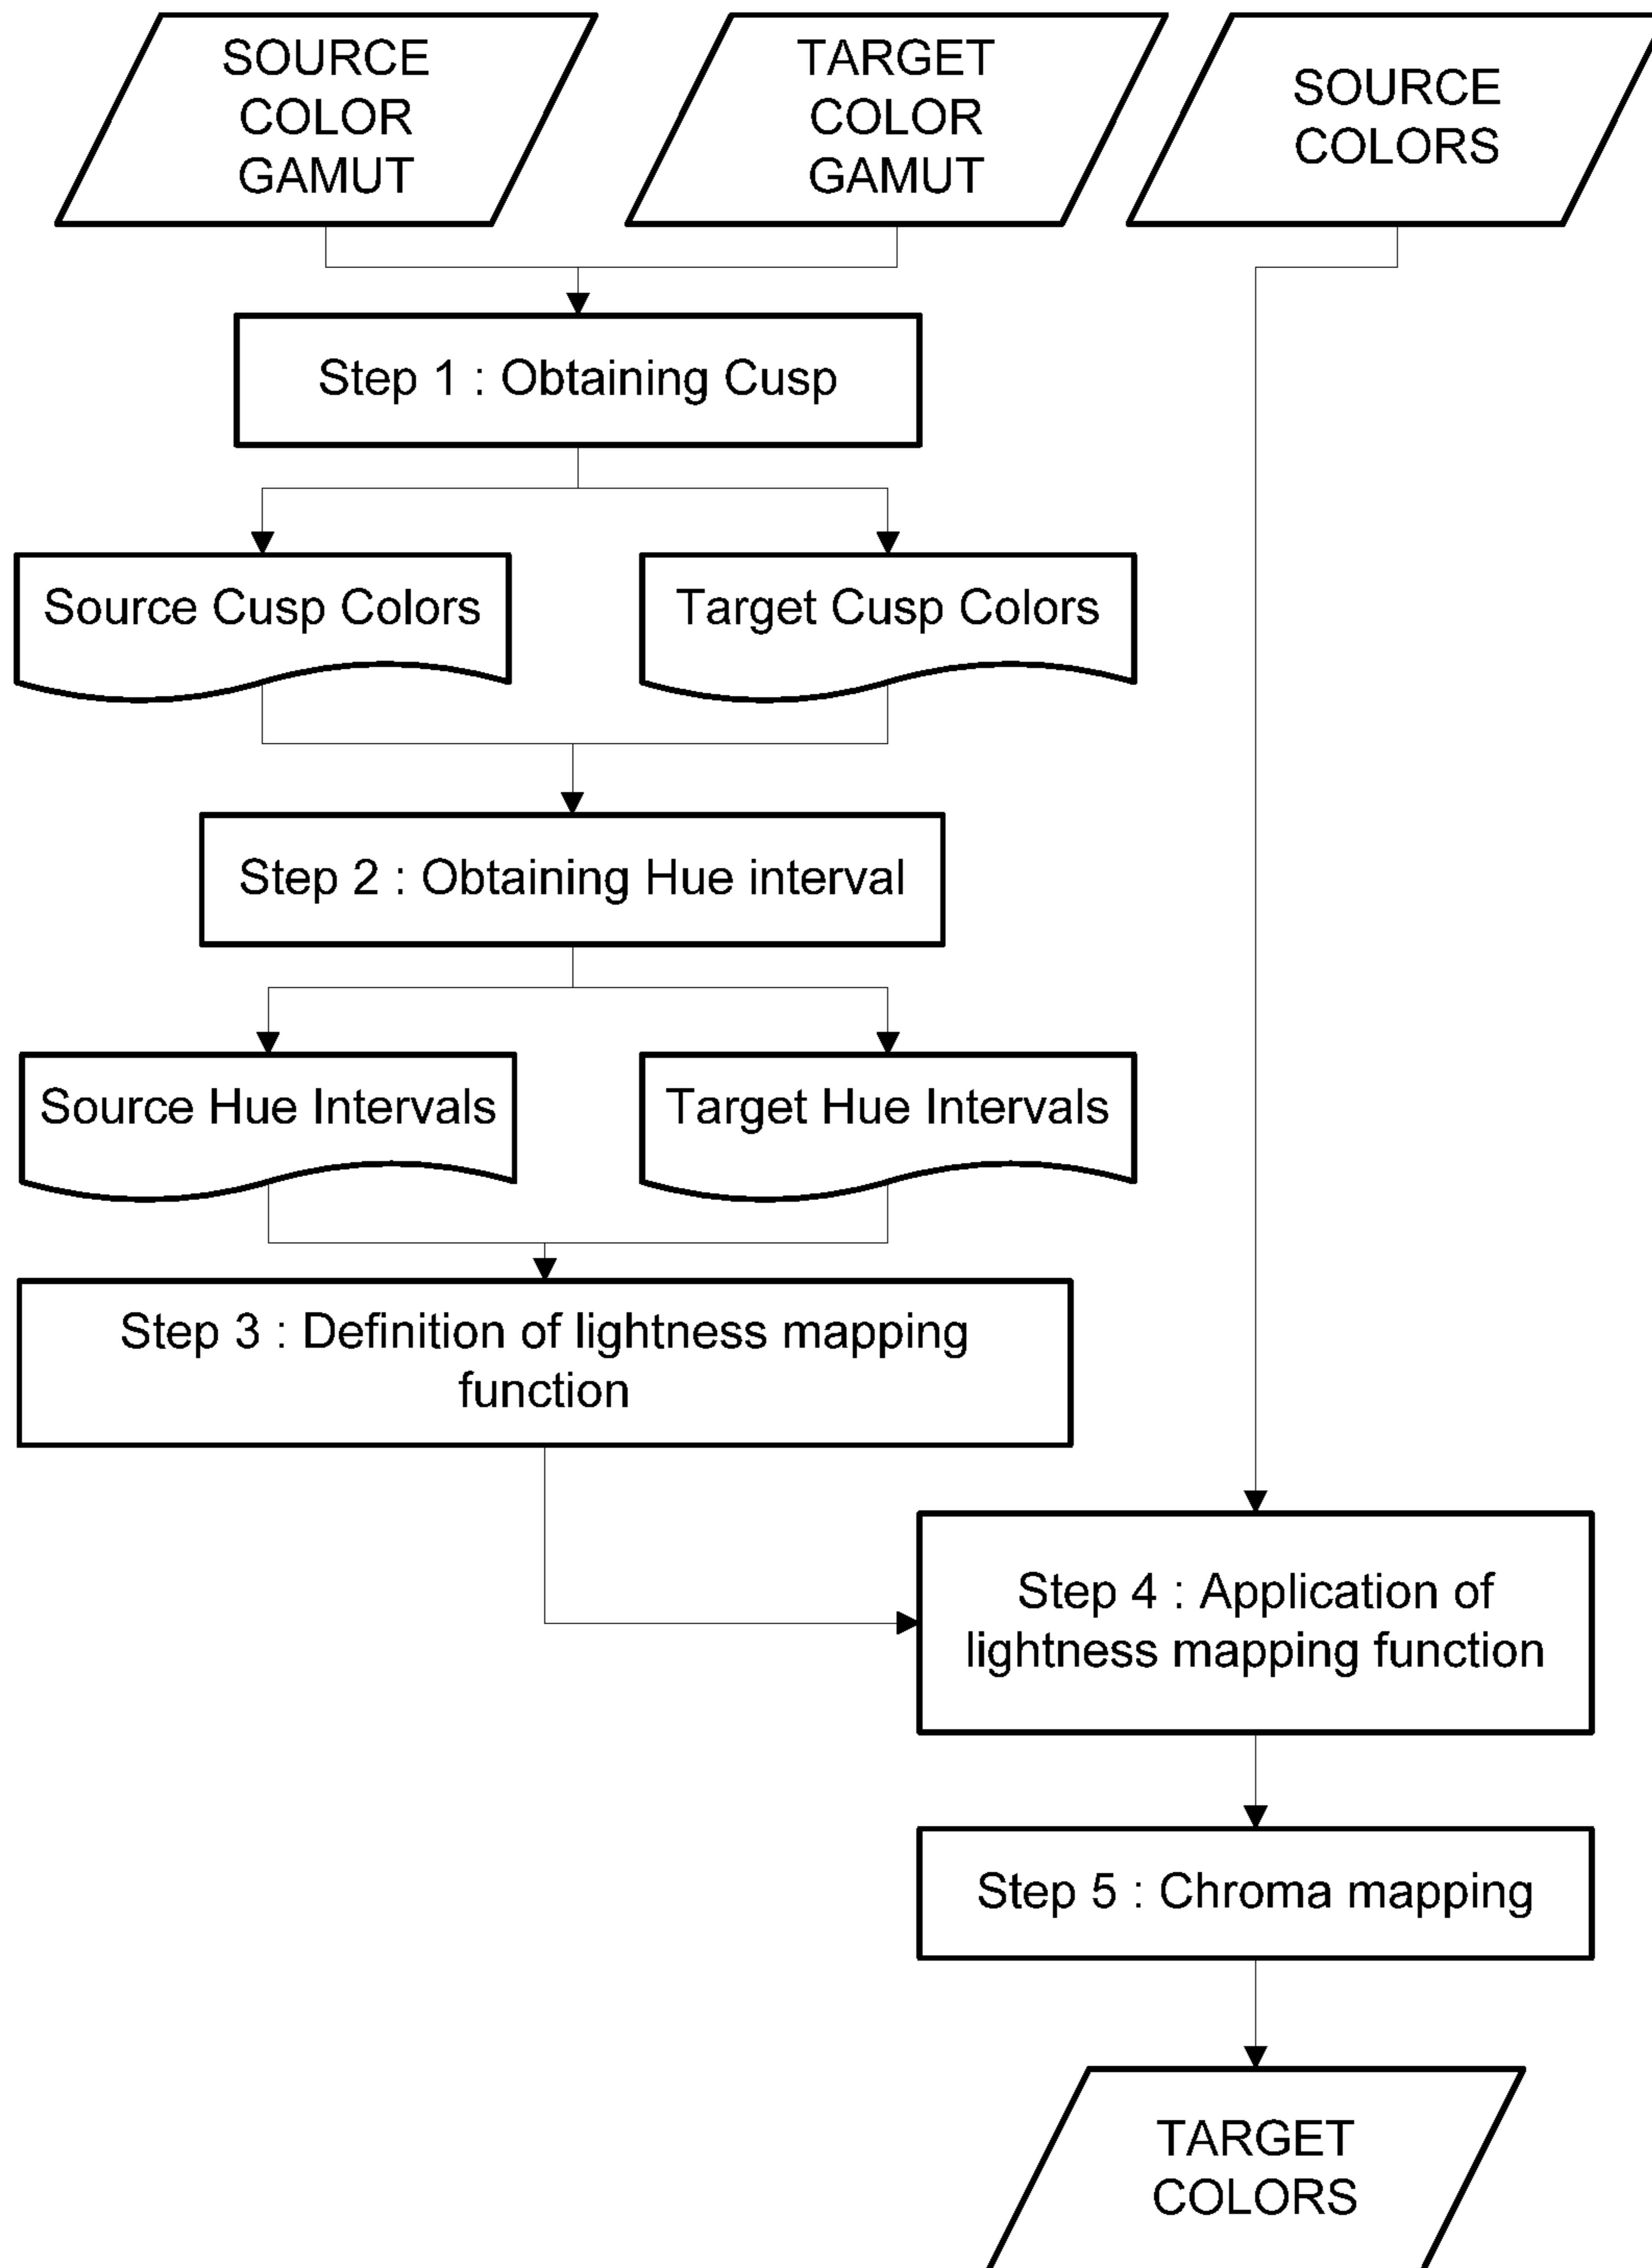 SOURCE
COLOR
GAMUT
TARGET
COLOR
GAMUT
SOURCE
COLORS
Step 1 : Obtaining Cusp
Source Cusp Colors
Target Cusp Colors
Step 2 : Obtaining Hue interval
Source Hue Intervals
Target Hue Intervals
Step 3 : Definition of lightness mapping
function
Step 4 : Application of
lightness mapping function
Step 5 : Chroma mapping
TARGET
COLORS